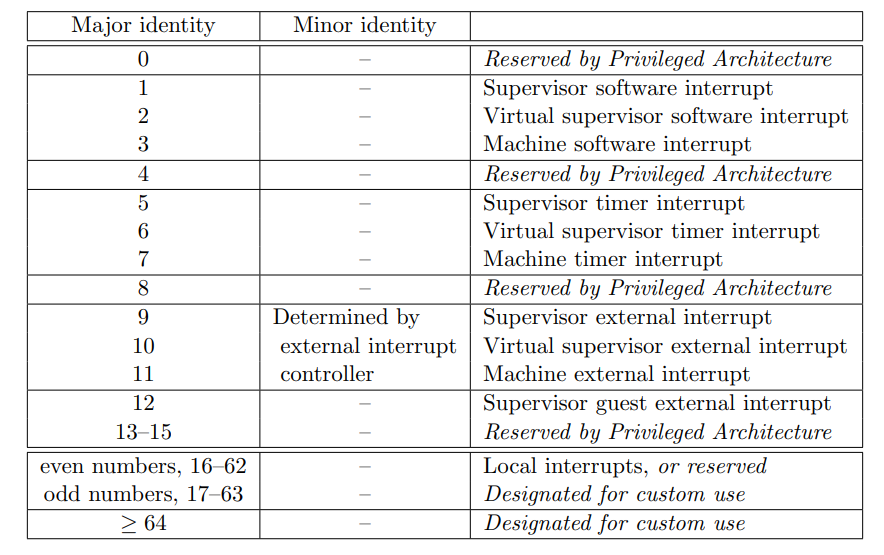 Major identity Minor identity
0 – Reserved by Privileged Architecture
1 – Supervisor software interrupt
2 – Virtual supervisor software interrupt
3 – Machine software interrupt
4 – Reserved by Privileged Architecture
5 – Supervisor timer interrupt
6 – Virtual supervisor timer interrupt
7 – Machine timer interrupt
8 – Reserved by Privileged Architecture
9 Determined by Supervisor external interrupt
10 external interrupt Virtual supervisor external interrupt
11 controller Machine external interrupt
12 – Supervisor guest external interrupt
13–15 – Reserved by Privileged Architecture
even numbers, 16–62 – Local interrupts, or reserved
odd numbers, 17–63 – Designated for custom use
≥ 64 – Designated for custom use